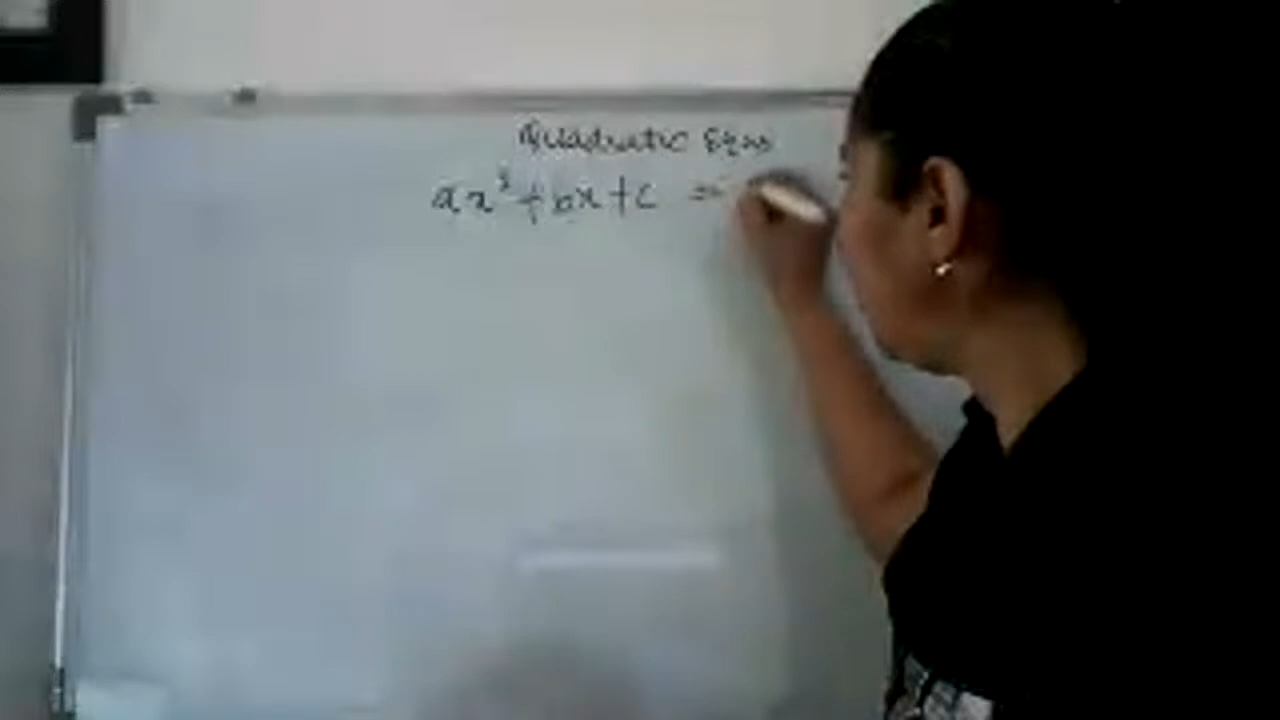 Quadratic Eqns
ax² + bx + c =